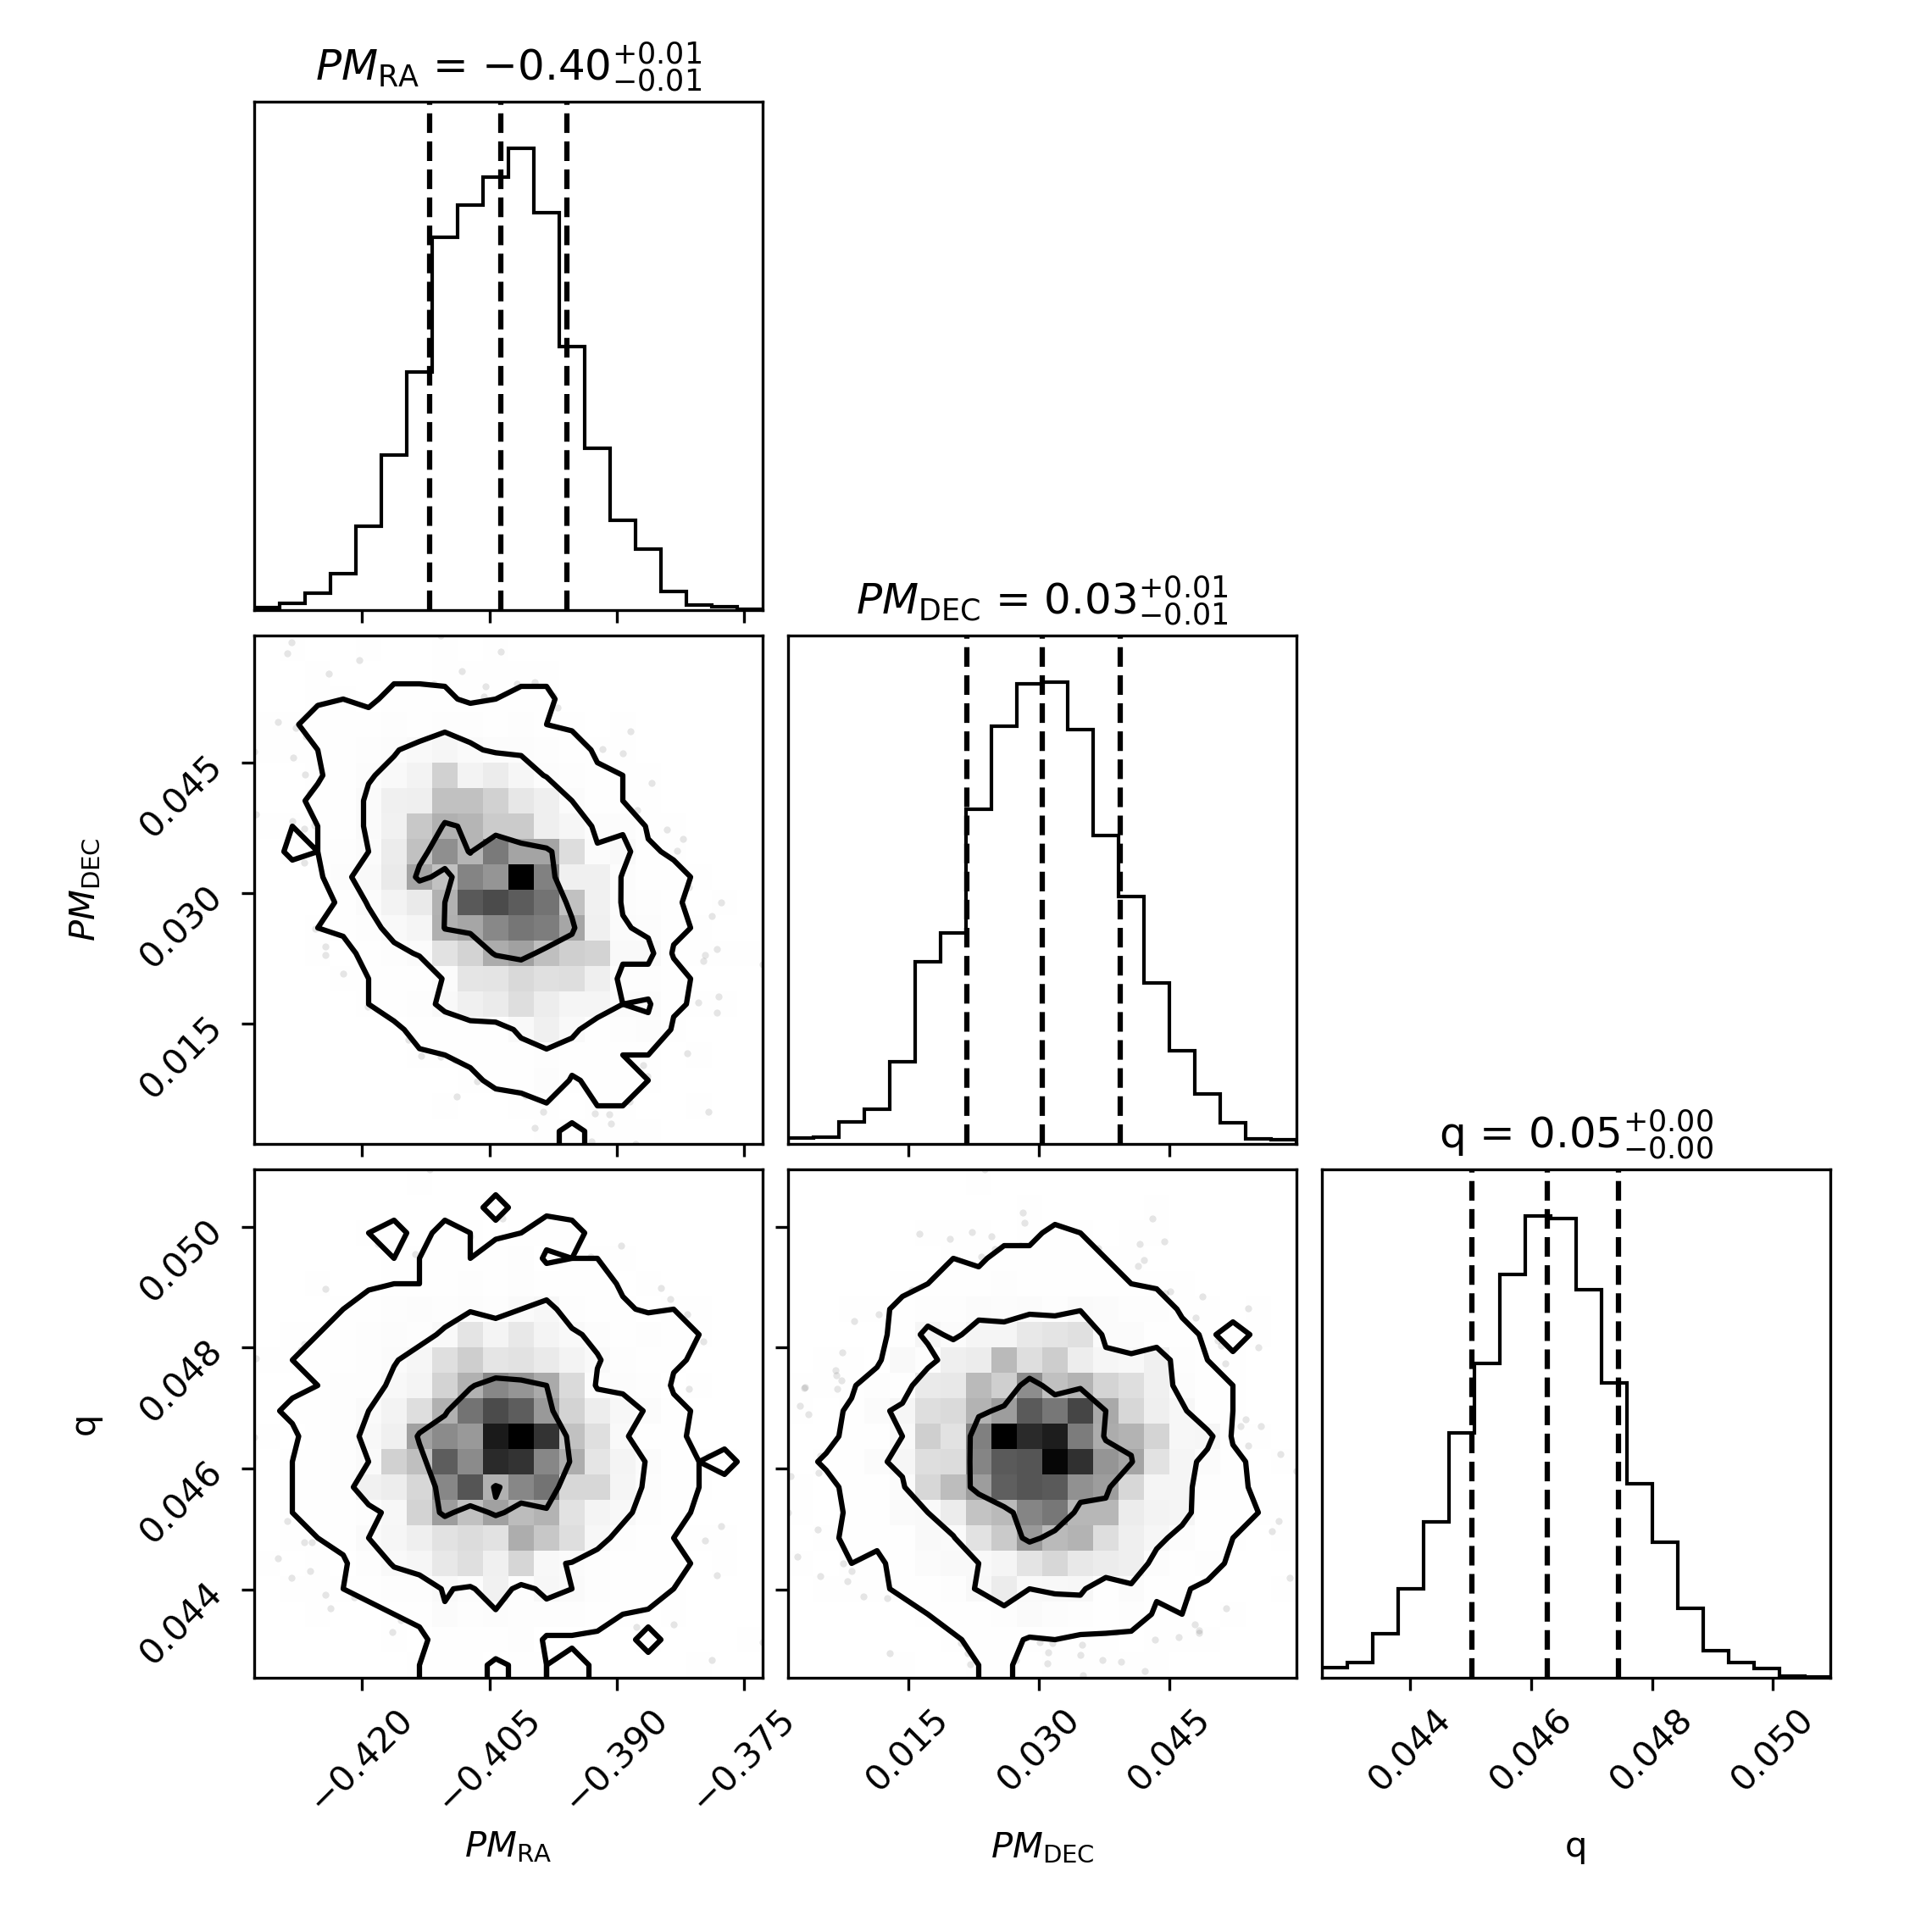 PM_RA = −0.40 +0.01 −0.01
PM_DEC = 0.03 +0.01 −0.01
q = 0.05 +0.00 −0.00
PM_DEC
0.045
0.030
0.015
q
0.050
0.048
0.046
0.044
−0.420 −0.405 −0.390 −0.375
0.015 0.030 0.045
0.044 0.046 0.048 0.050
PM_RA
PM_DEC
q